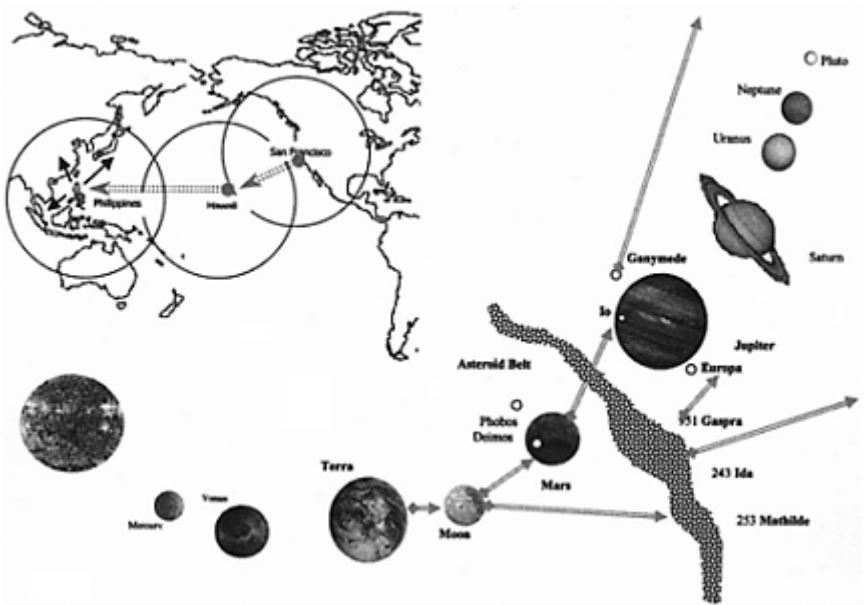 San Francisco
Philippines
Hawaii
Pluto
Neptune
Uranus
Saturn
Ganymede
Io
Jupiter
Europa
Asteroid Belt
951 Gaspra
Phobos
Deimos
243 Ida
Mars
253 Mathilde
Terra
Moon
Venus
Mercury